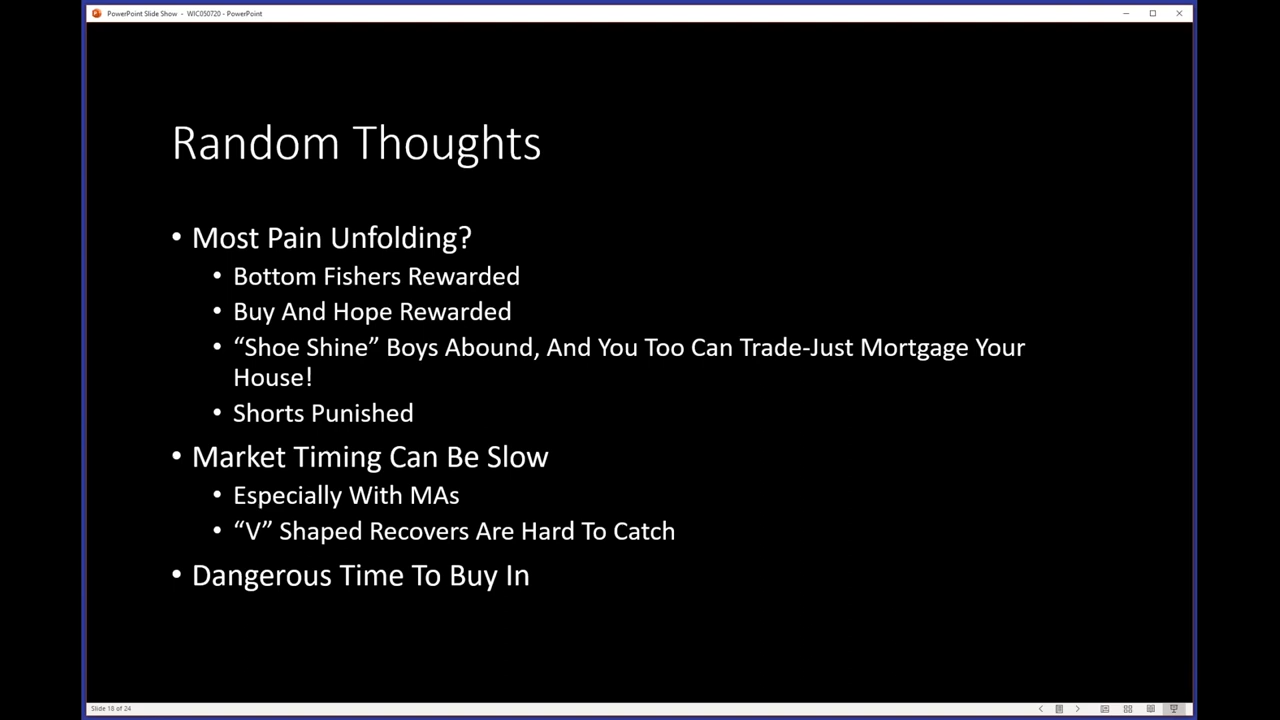 PowerPoint Slide Show - WIC050720 - PowerPoint
Random Thoughts
• Most Pain Unfolding?
• Bottom Fishers Rewarded
• Buy And Hope Rewarded
• “Shoe Shine” Boys Abound, And You Too Can Trade-Just Mortgage Your
House!
• Shorts Punished
• Market Timing Can Be Slow
• Especially With MAs
• “V” Shaped Recovers Are Hard To Catch
• Dangerous Time To Buy In
Slide 18 of 24